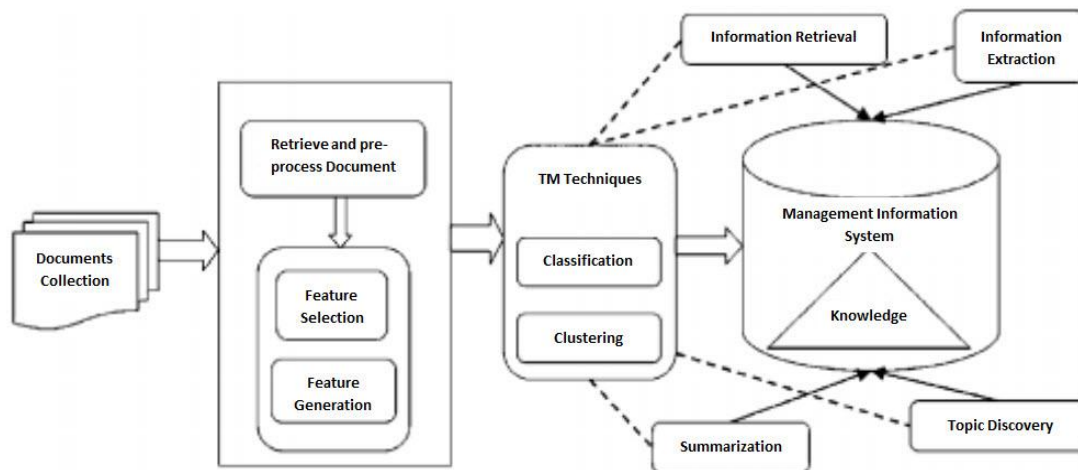 Documents
Collection
Retrieve and pre-
process Document
Feature
Selection
Feature
Generation
TM Techniques
Classification
Clustering
Information Retrieval
Information
Extraction
Management Information
System
Knowledge
Summarization
Topic Discovery